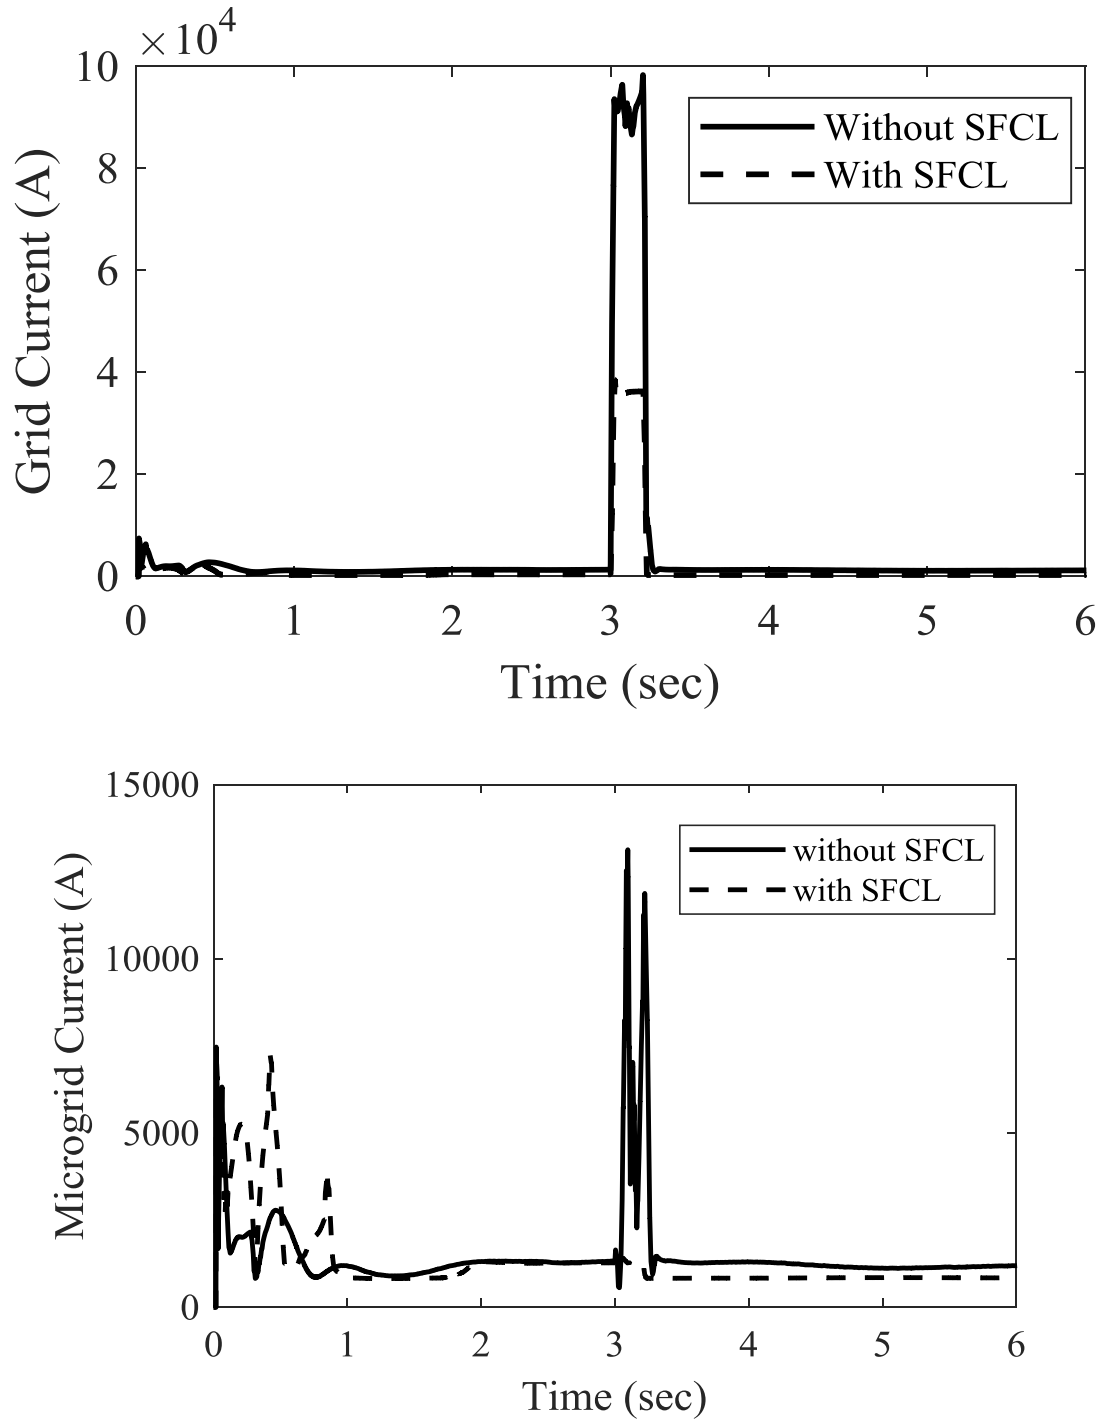 ×10⁴
10
8
6
4
2
0
Grid Current (A)
Without SFCL
With SFCL
0 1 2 3 4 5 6
Time (sec)
15000
10000
5000
0
Microgrid Current (A)
without SFCL
with SFCL
0 1 2 3 4 5 6
Time (sec)